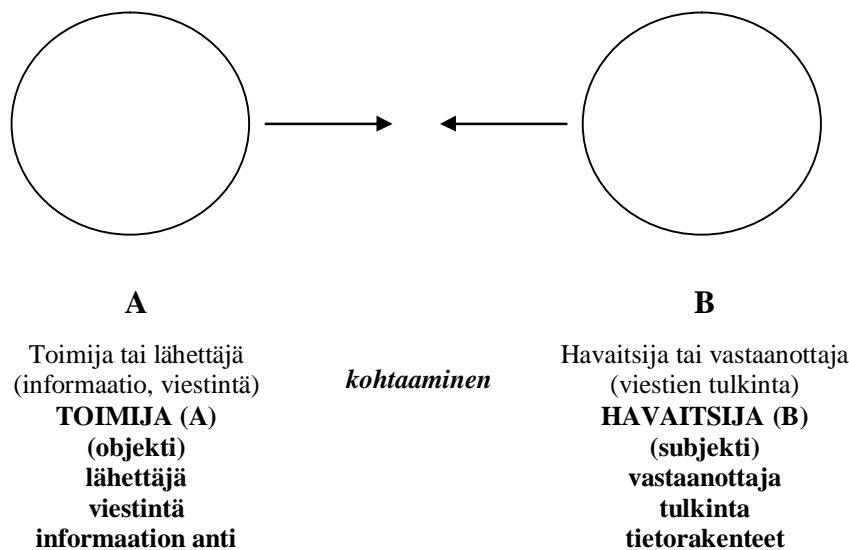 A
Toimija tai lähettäjä
(informaatio, viestintä)
TOIMIJA (A)
(objekti)
lähettäjä
viestintä
informaation anti
kohtaaminen
B
Havaitsija tai vastaanottaja
(viestien tulkinta)
HAVAITSIJA (B)
(subjekti)
vastaanottaja
tulkinta
tietorakenteet